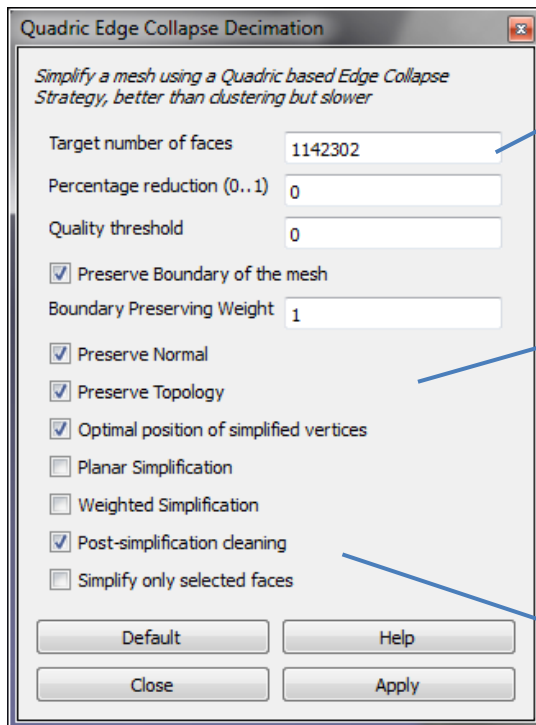 Quadric Edge Collapse Decimation
Simplify a mesh using a Quadric based Edge Collapse
Strategy, better than clustering but slower
Target number of faces 1142302
Percentage reduction (0..1) 0
Quality threshold 0
Preserve Boundary of the mesh
Boundary Preserving Weight 1
Preserve Normal
Preserve Topology
Optimal position of simplified vertices
Planar Simplification
Weighted Simplification
Post-simplification cleaning
Simplify only selected faces
Default Help
Close Apply